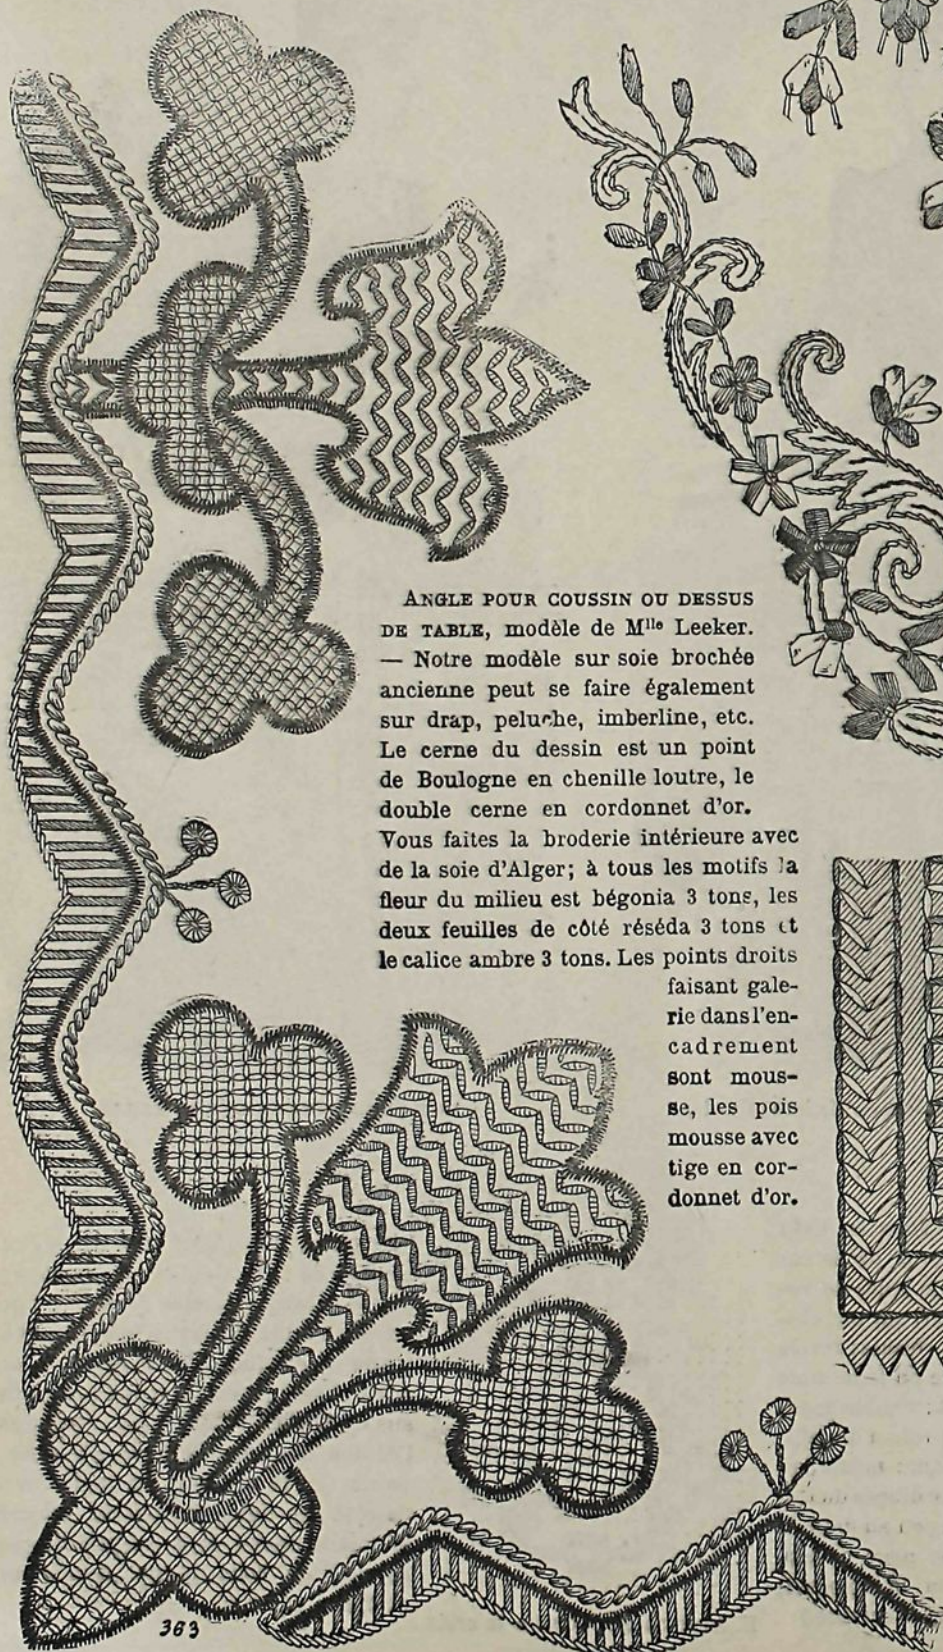 ANGLE POUR COUSSIN OU DESSUS
DE TABLE, modèle de Mlle Leeker.
— Notre modèle sur soie brochée
ancienne peut se faire également
sur drap, peluche, imberline, etc.
Le cerne du dessin est un point
de Boulogne en chenille loutre, le
double cerne en cordonnet d'or.
Vous faites la broderie intérieure avec
de la soie d'Alger; à tous les motifs la
fleur du milieu est bégonia 3 tons, les
deux feuilles de côté réséda 3 tons et
le calice ambre 3 tons. Les points droits
faisant gale-
rie dans l'en-
cadrement
sont mous-
se, les pois
mousse avec
tige en cor-
donnet d'or.
363